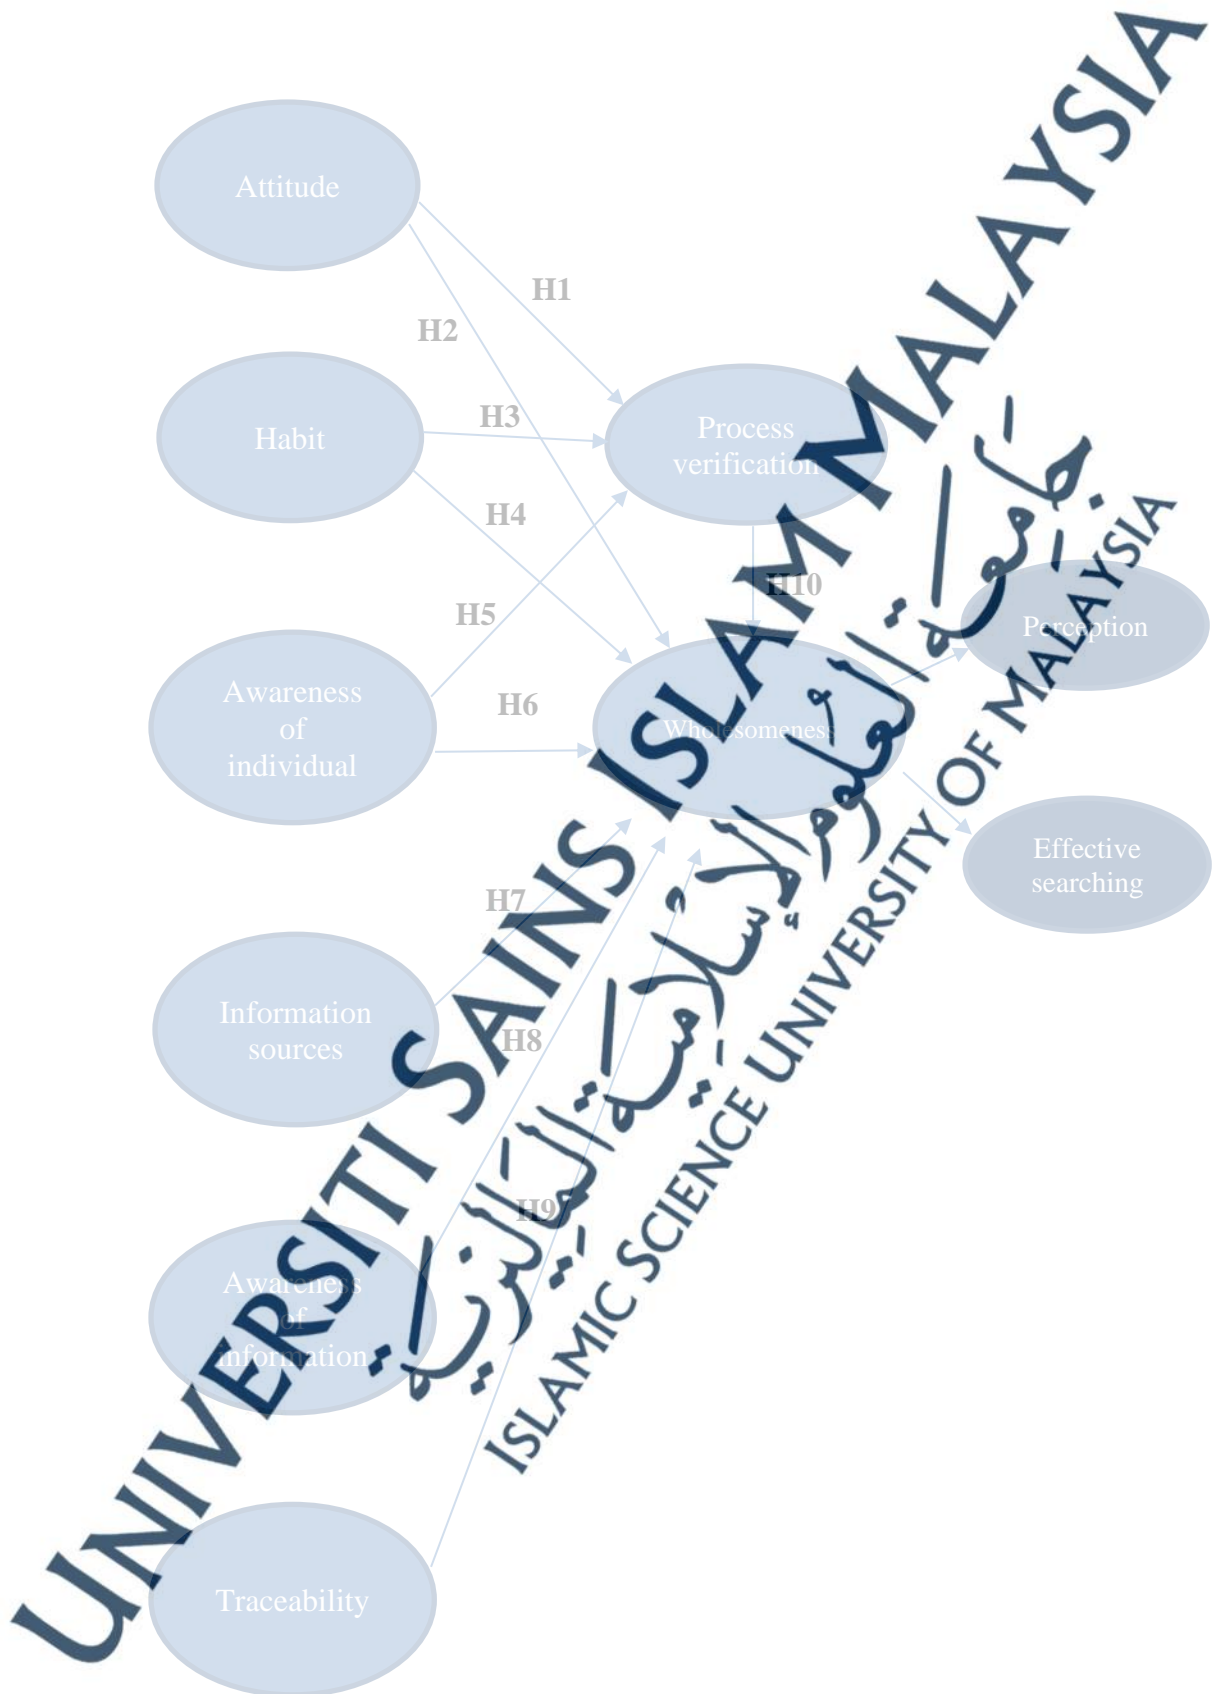 Attitude
H1
H2
Habit
H3
Process
verification
H4
H10
H5
Perception
Awareness
of
individual
H6
Wholesomeness
Effective
searching
H7
Information
sources
H8
H9
Awareness
of
information
Traceability
UNIVERSITI SAINS ISLAM MALAYSIA
جامعة العلوم الإسلامية الماليزية
ISLAMIC SCIENCE UNIVERSITY OF MALAYSIA